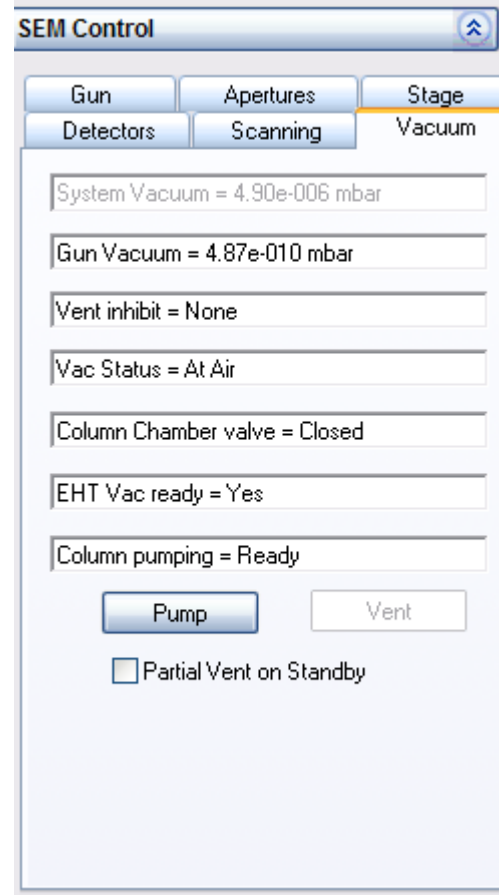 SEM Control
Gun Apertures Stage
Detectors Scanning Vacuum
System Vacuum = 4.90e-006 mbar
Gun Vacuum = 4.87e-010 mbar
Vent inhibit = None
Vac Status = At Air
Column Chamber valve = Closed
EHT Vac ready = Yes
Column pumping = Ready
Pump Vent
Partial Vent on Standby